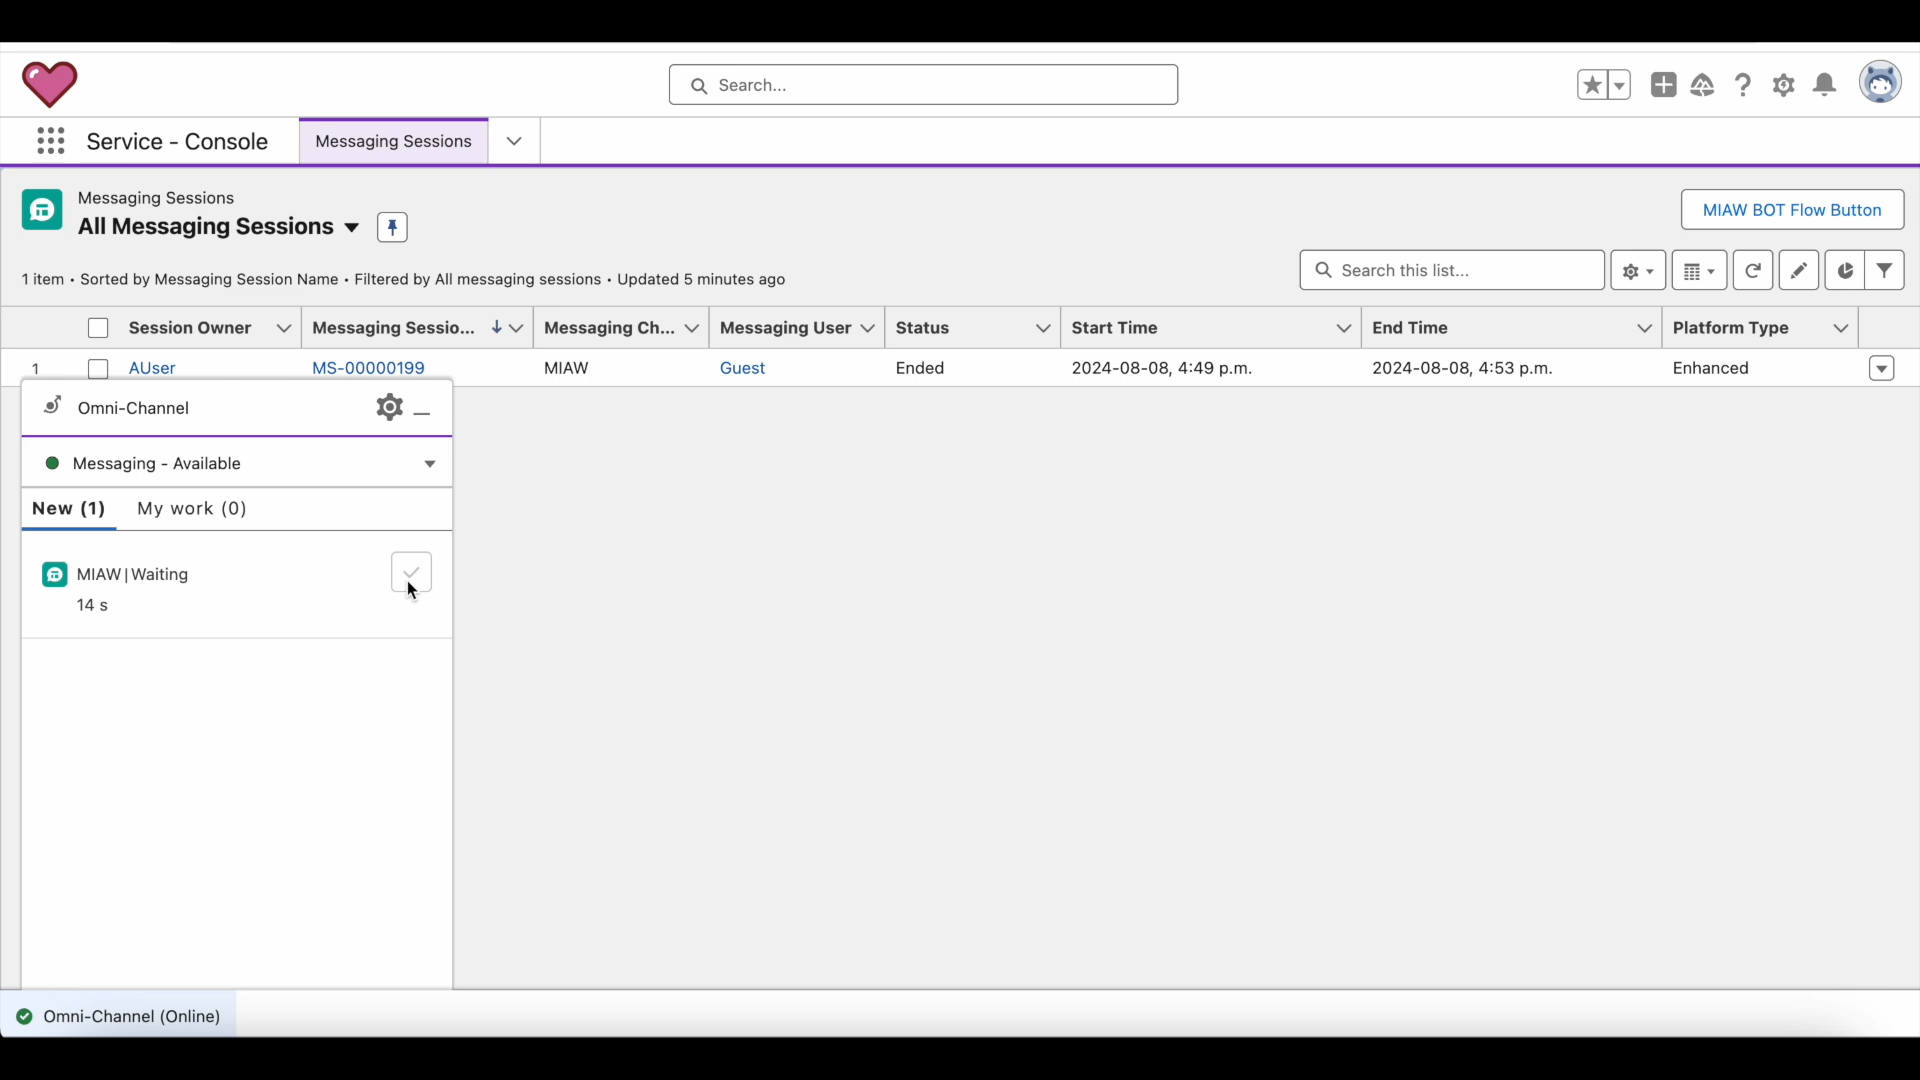 Search...
Service - Console
Messaging Sessions
Messaging Sessions
All Messaging Sessions
MIAW BOT Flow Button
1 item • Sorted by Messaging Session Name • Filtered by All messaging sessions • Updated 5 minutes ago
Search this list...
Session Owner Messaging Sessio... Messaging Ch... Messaging User Status Start Time End Time Platform Type
1 AUser MS-00000199 MIAW Guest Ended 2024-08-08, 4:49 p.m. 2024-08-08, 4:53 p.m. Enhanced
Omni-Channel
Messaging - Available
New (1) My work (0)
MIAW|Waiting
14 s
Omni-Channel (Online)